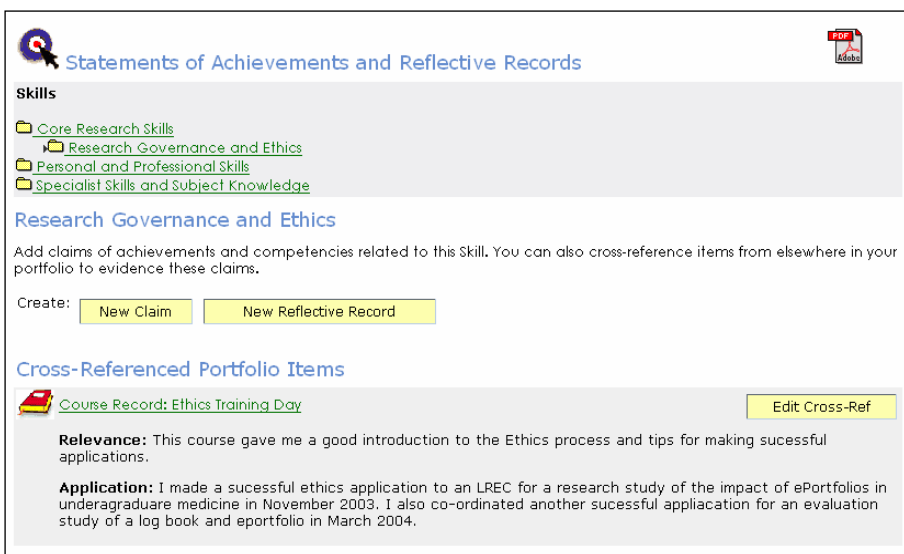 Statements of Achievements and Reflective Records
PDF
Adobe
Skills
Core Research Skills
Research Governance and Ethics
Personal and Professional Skills
Specialist Skills and Subject Knowledge
Research Governance and Ethics
Add claims of achievements and competencies related to this Skill. You can also cross-reference items from elsewhere in your
portfolio to evidence these claims.
Create: New Claim New Reflective Record
Cross-Referenced Portfolio Items
Course Record: Ethics Training Day Edit Cross-Ref
Relevance: This course gave me a good introduction to the Ethics process and tips for making sucessful
applications.
Application: I made a sucessful ethics application to an LREC for a research study of the impact of ePortfolios in
underagraduare medicine in November 2003. I also co-ordinated another sucessful appliacation for an evaluation
study of a log book and eportfolio in March 2004.